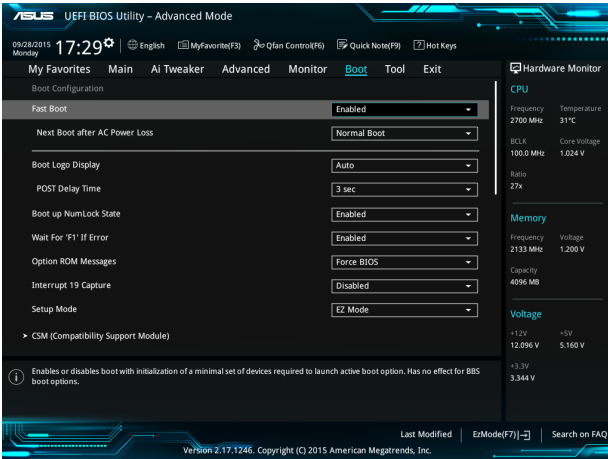 ASUS UEFI BIOS Utility – Advanced Mode
09/28/2015 Monday 17:29 English MyFavorite(F3) Qfan Control(F6) Quick Note(F9) ? Hot Keys
My Favorites Main Ai Tweaker Advanced Monitor Boot Tool Exit
Boot Configuration
Fast Boot Enabled
Next Boot after AC Power Loss Normal Boot
Boot Logo Display Auto
POST Delay Time 3 sec
Boot up NumLock State Enabled
Wait For 'F1' If Error Enabled
Option ROM Messages Force BIOS
Interrupt 19 Capture Disabled
Setup Mode EZ Mode
CSM (Compatibility Support Module)
Enables or disables boot with initialization of a minimal set of devices required to launch active boot option. Has no effect for BBS
boot options.
Hardware Monitor
CPU
Frequency Temperature
2700 MHz 31°C
BCLK Core Voltage
100.0 MHz 1.024 V
Ratio
27x
Memory
Frequency Voltage
2133 MHz 1.200 V
Capacity
4096 MB
Voltage
+12V +5V
12.096 V 5.160 V
+3.3V
3.344 V
Last Modified EzMode(F7) Search on FAQ
Version 2.17.1246. Copyright (C) 2015 American Megatrends, Inc.